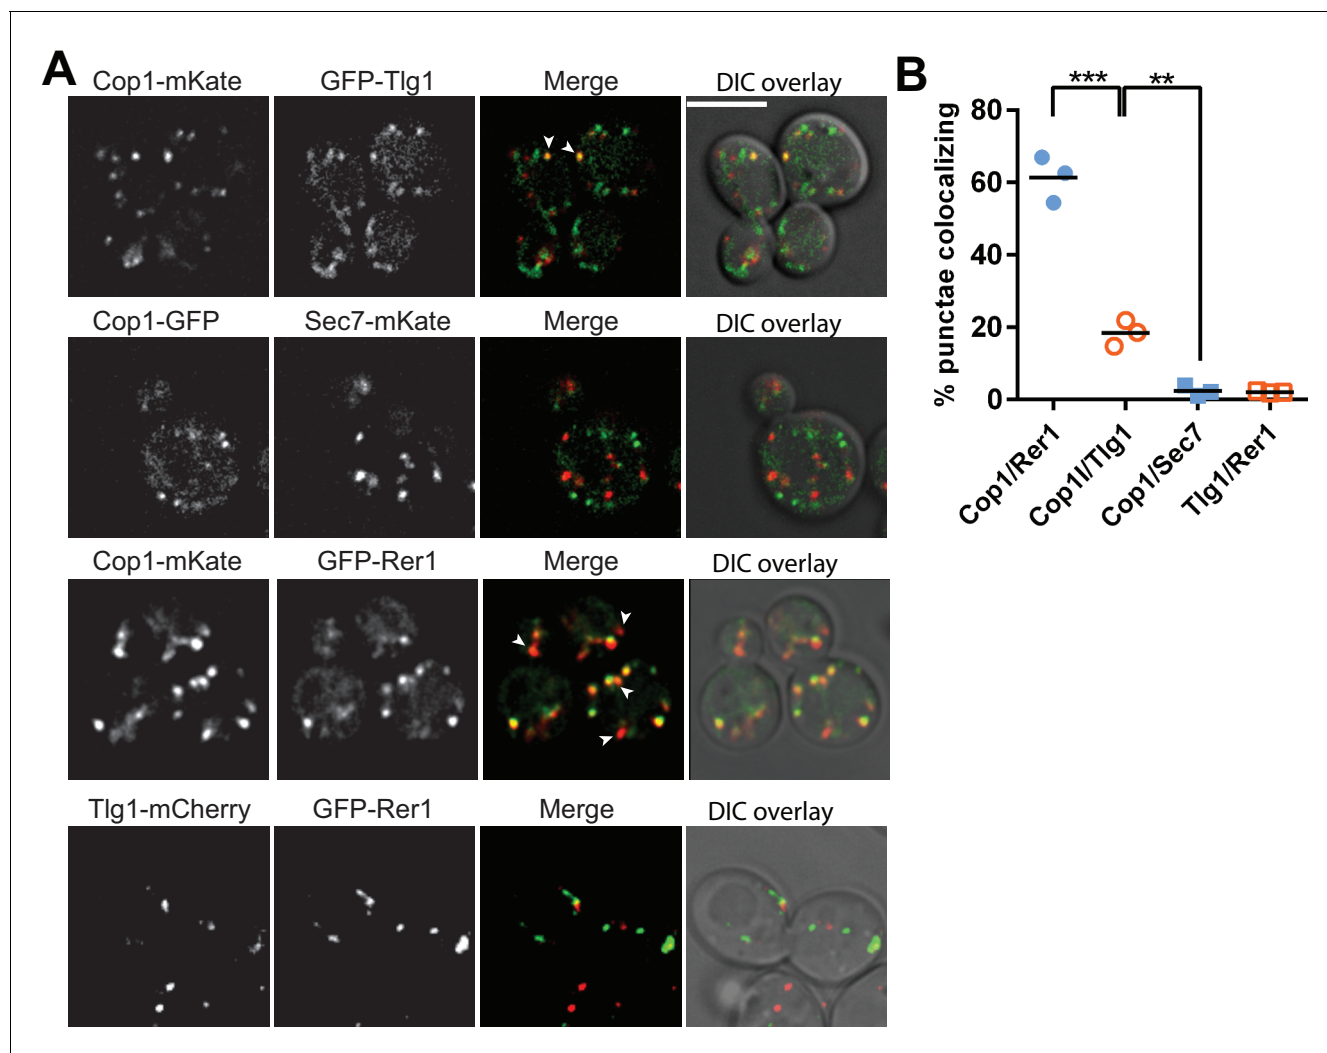 A
Cop1-mKate GFP-Tlg1 Merge DIC overlay
Cop1-GFP Sec7-mKate Merge DIC overlay
Cop1-mKate GFP-Rer1 Merge DIC overlay
Tlg1-mCherry GFP-Rer1 Merge DIC overlay
B
*** **
% punctae colocalizing
80
60
40
20
0
Cop1/Rer1
Cop1l/Tlg1
Cop1/Sec7
Tlg1/Rer1